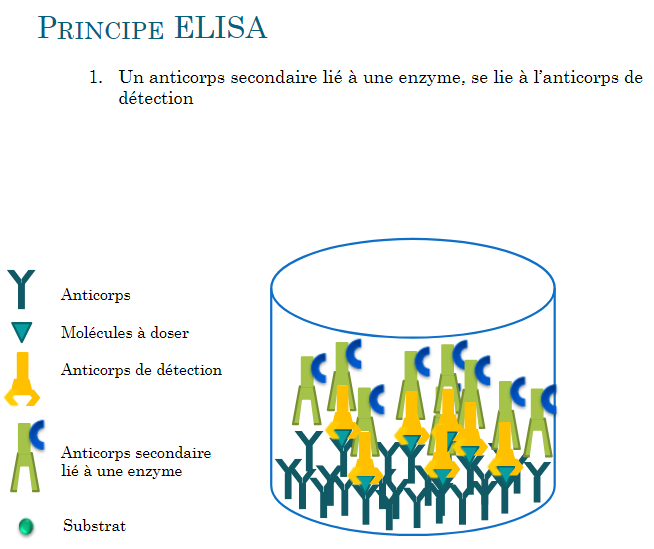 PRINCIPE ELISA
1. Un anticorps secondaire lié à une enzyme, se lie à l'anticorps de
détection
Anticorps
Molécules à doser
Anticorps de détection
Anticorps secondaire
lié à une enzyme
Substrat